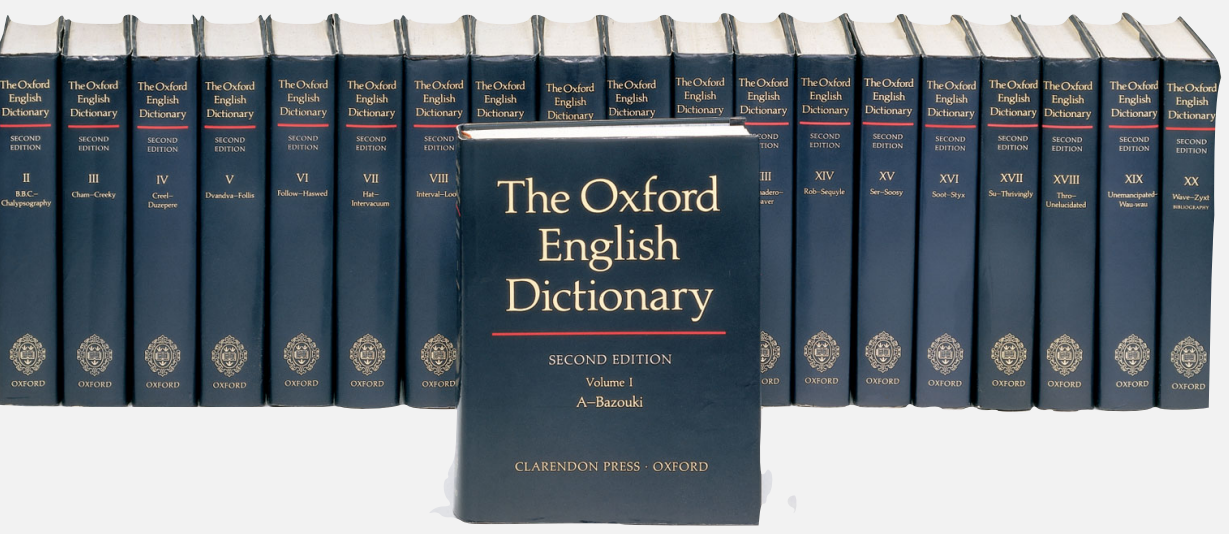 The Oxford
English
Dictionary
SECOND
EDITION
II
B.B.C.–
Chalypsography
OXFORD
The Oxford
English
Dictionary
SECOND
EDITION
III
Cham–Creeky
OXFORD
The Oxford
English
Dictionary
SECOND
EDITION
IV
Creel–
Duzepere
OXFORD
The Oxford
English
Dictionary
SECOND
EDITION
V
Dvandva–Follis
OXFORD
The Oxford
English
Dictionary
SECOND
EDITION
VI
Follow–Haswed
OXFORD
The Oxford
English
Dictionary
SECOND
EDITION
VII
Hat–
Intervacuum
OXFORD
The Oxford
English
Dictionary
SECOND
EDITION
VIII
OXFORD
The Oxford
English
Dictionary
The Oxford
English
Dictionary
The Oxford
English
Dictionary
The Oxford
English
Dictionary
The Oxford
English
Dictionary
EDITION
The Oxford
English
Dictionary
SECOND EDITION
Volume I
A–Bazouki
CLARENDON PRESS · OXFORD
The Oxford
English
Dictionary
SECOND
EDITION
XIV
Rob–Sequyle
OXFORD
The Oxford
English
Dictionary
SECOND
EDITION
XV
Ser–Soosy
OXFORD
The Oxford
English
Dictionary
SECOND
EDITION
XVI
Soot–Styx
OXFORD
The Oxford
English
Dictionary
SECOND
EDITION
XVII
Su–Thrivingly
OXFORD
The Oxford
English
Dictionary
SECOND
EDITION
XVIII
Thro–
Unelucidated
OXFORD
The Oxford
English
Dictionary
SECOND
EDITION
XIX
Unemancipated–
Wau-wau
OXFORD
The Oxford
English
Dictionary
SECOND
EDITION
XX
Wave–Zyxt
BIBLIOGRAPHY
OXFORD